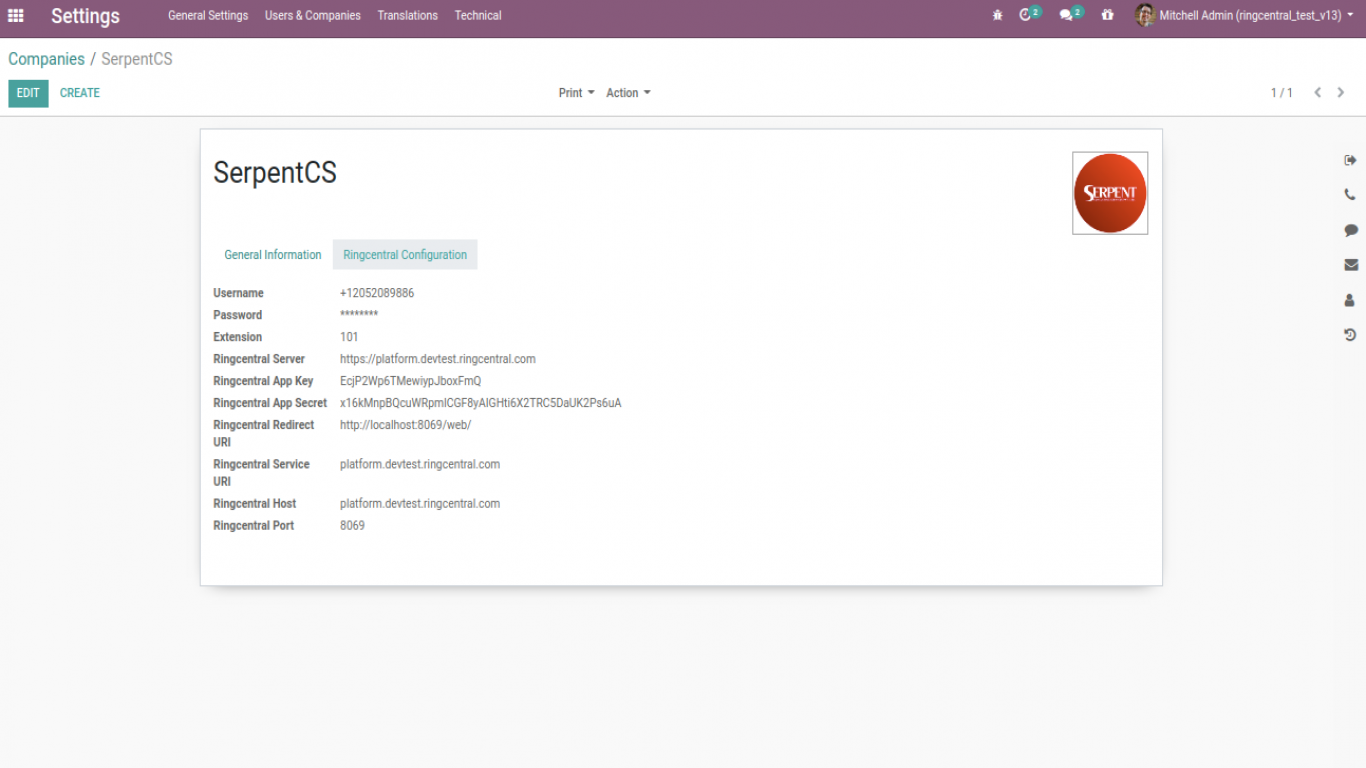 Settings General Settings Users & Companies Translations Technical 2 2 Mitchell Admin (ringcentral_test_v13)
Companies / SerpentCS
EDIT CREATE Print Action 1 / 1
SerpentCS
SERPENT
General Information Ringcentral Configuration
Username +12052089886
Password ********
Extension 101
Ringcentral Server https://platform.devtest.ringcentral.com
Ringcentral App Key EcjP2Wp6TMewiypJboxFmQ
Ringcentral App Secret x16kMnpBQcuWRpmICGF8yAIGHti6X2TRC5DaUK2Ps6uA
Ringcentral Redirect http://localhost:8069/web/
URI
Ringcentral Service platform.devtest.ringcentral.com
URI
Ringcentral Host platform.devtest.ringcentral.com
Ringcentral Port 8069